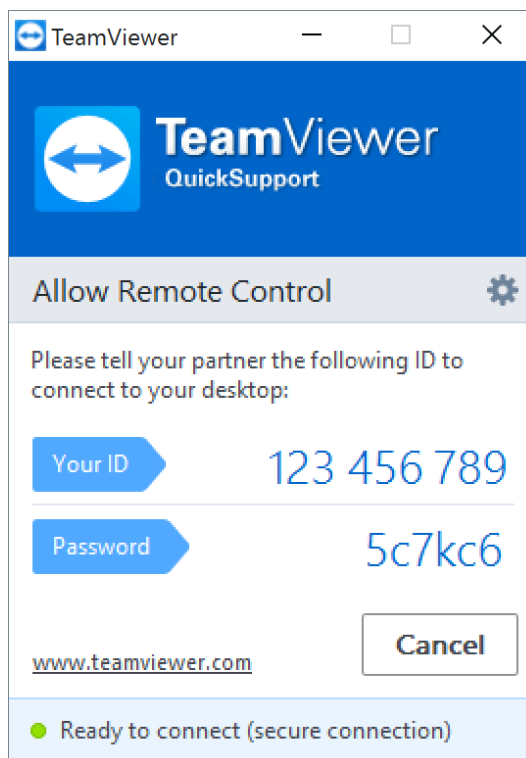 TeamViewer
TeamViewer
QuickSupport
Allow Remote Control
Please tell your partner the following ID to
connect to your desktop:
Your ID 123 456 789
Password 5c7kc6
Cancel
www.teamviewer.com
Ready to connect (secure connection)